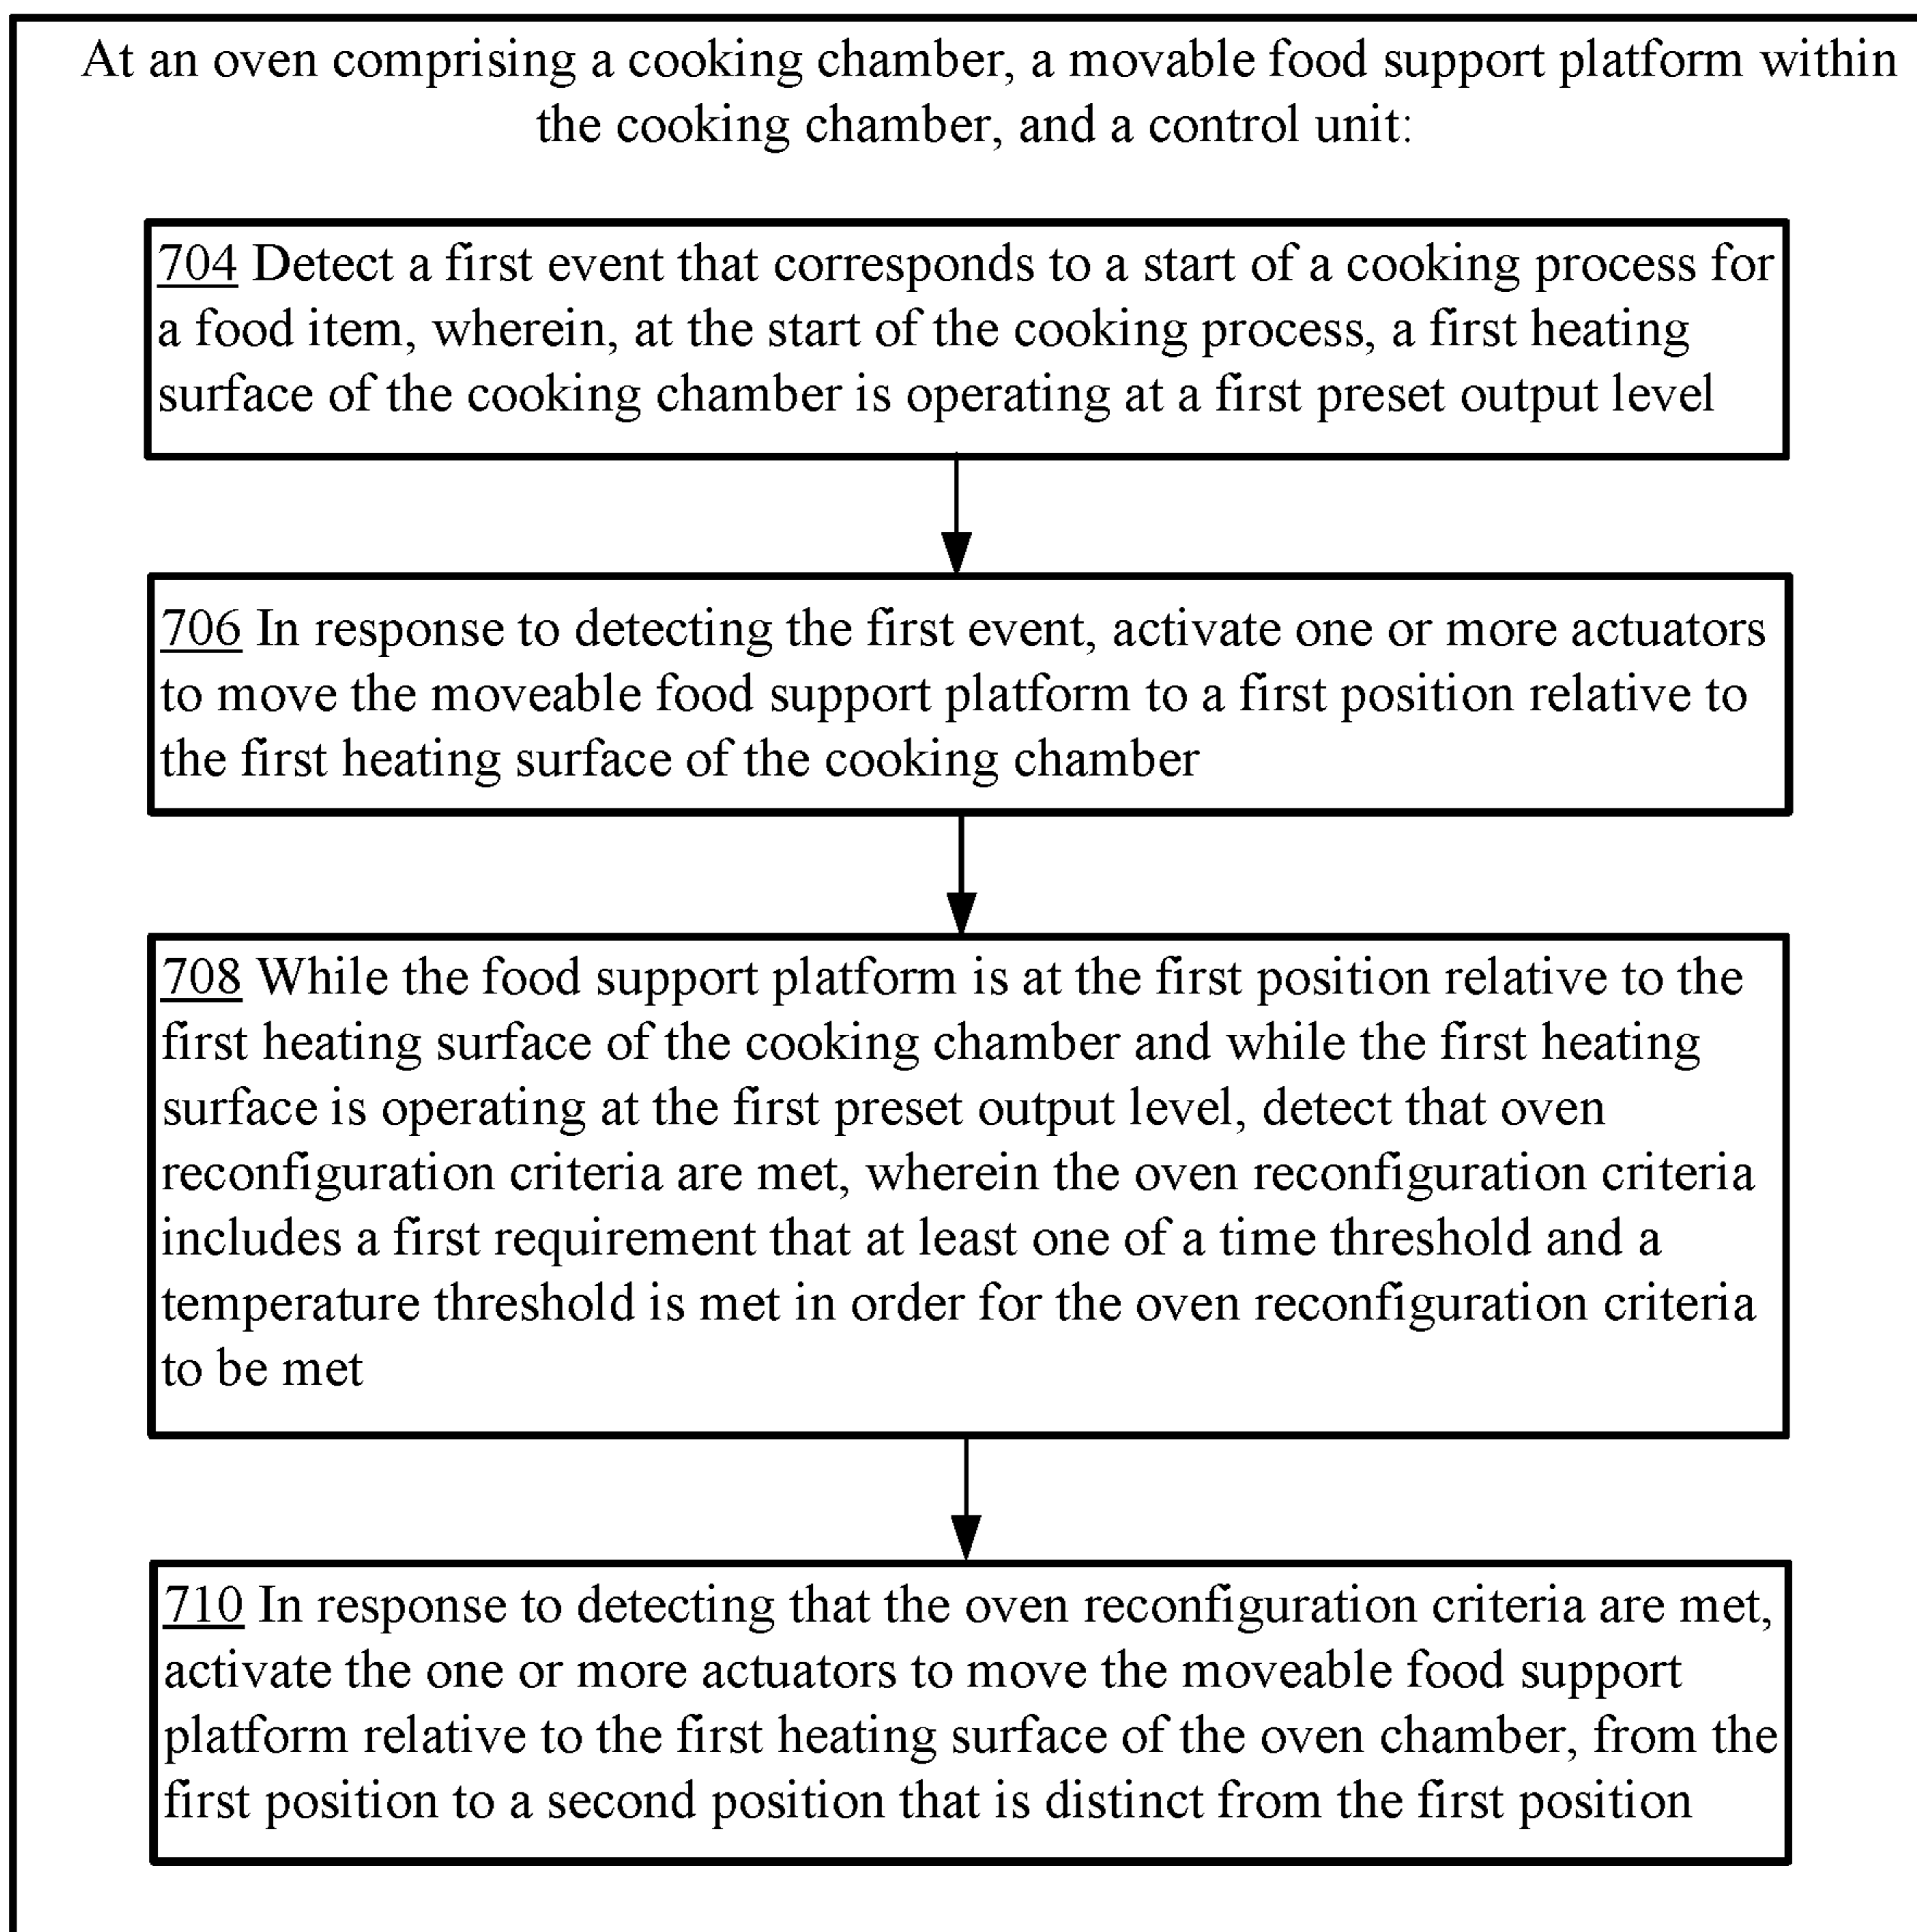 At an oven comprising a cooking chamber, a movable food support platform within
the cooking chamber, and a control unit:
704 Detect a first event that corresponds to a start of a cooking process for
a food item, wherein, at the start of the cooking process, a first heating
surface of the cooking chamber is operating at a first preset output level
706 In response to detecting the first event, activate one or more actuators
to move the moveable food support platform to a first position relative to
the first heating surface of the cooking chamber
708 While the food support platform is at the first position relative to the
first heating surface of the cooking chamber and while the first heating
surface is operating at the first preset output level, detect that oven
reconfiguration criteria are met, wherein the oven reconfiguration criteria
includes a first requirement that at least one of a time threshold and a
temperature threshold is met in order for the oven reconfiguration criteria
to be met
710 In response to detecting that the oven reconfiguration criteria are met,
activate the one or more actuators to move the moveable food support
platform relative to the first heating surface of the oven chamber, from the
first position to a second position that is distinct from the first position